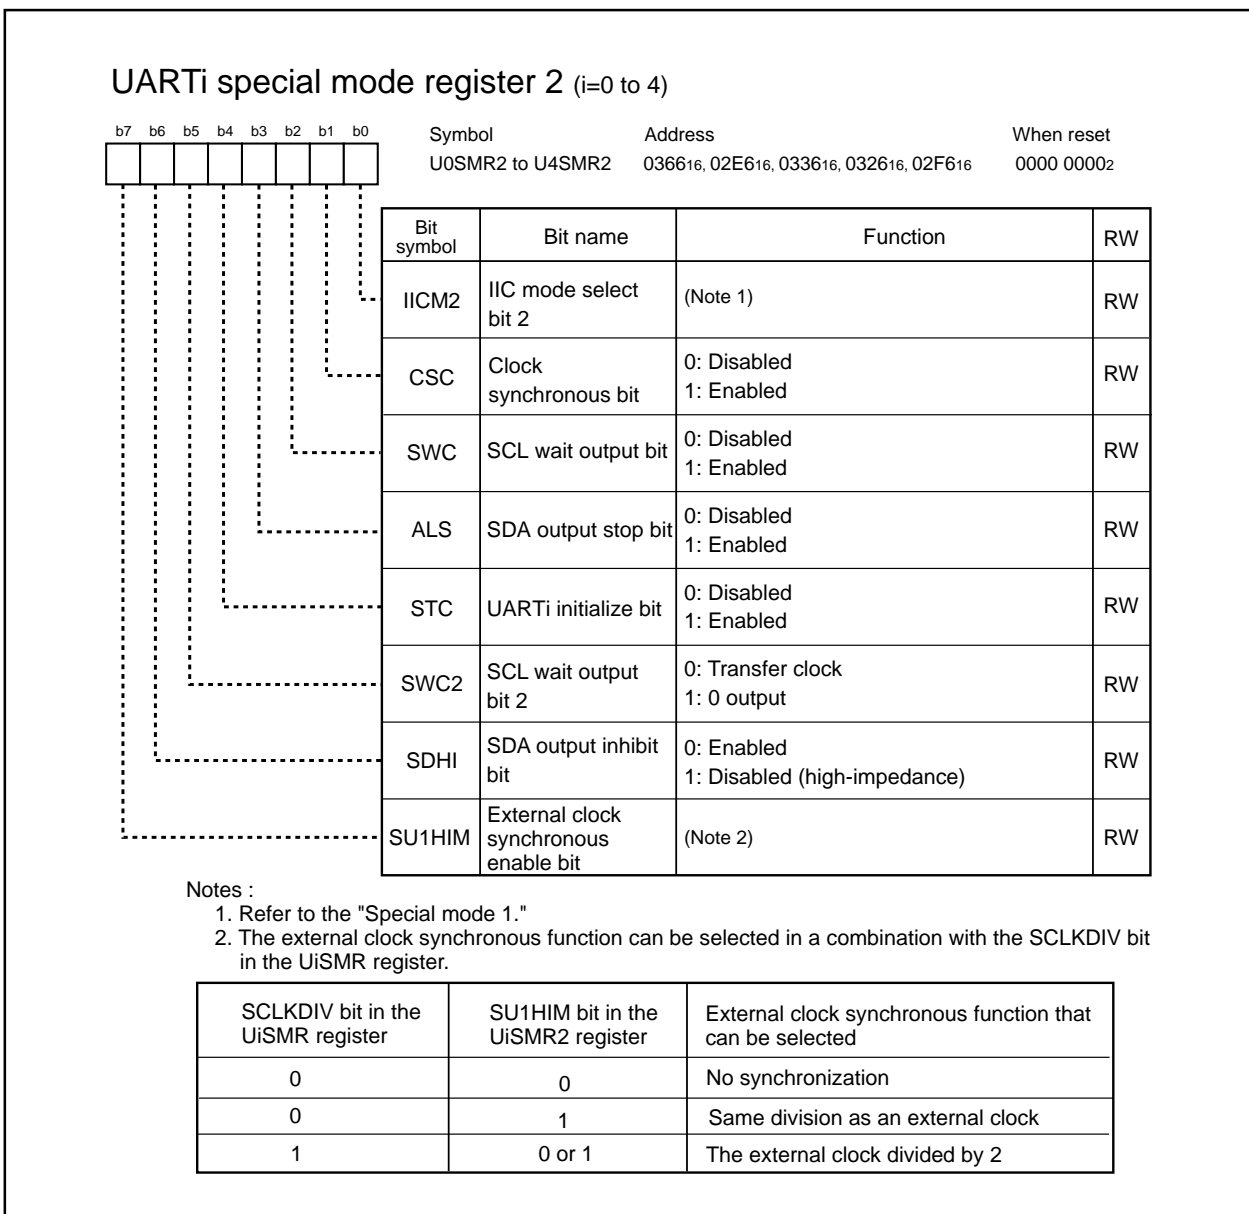 UARTi special mode register 2 (i=0 to 4)
b7 b6 b5 b4 b3 b2 b1 b0
Symbol Address When reset
U0SMR2 to U4SMR2 036616, 02E616, 033616, 032616, 02F616 0000 00002
Bit symbol Bit name Function RW
IICM2 IIC mode select bit 2 (Note 1) RW
CSC Clock synchronous bit 0: Disabled RW
1: Enabled
SWC SCL wait output bit 0: Disabled RW
1: Enabled
ALS SDA output stop bit 0: Disabled RW
1: Enabled
STC UARTi initialize bit 0: Disabled RW
1: Enabled
SWC2 SCL wait output bit 2 0: Transfer clock RW
1: 0 output
SDHI SDA output inhibit bit 0: Enabled RW
1: Disabled (high-impedance)
SU1HIM External clock synchronous enable bit (Note 2) RW
Notes :
1. Refer to the "Special mode 1."
2. The external clock synchronous function can be selected in a combination with the SCLKDIV bit
in the UiSMR register.
SCLKDIV bit in the UiSMR register SU1HIM bit in the UiSMR2 register External clock synchronous function that can be selected
0 0 No synchronization
0 1 Same division as an external clock
1 0 or 1 The external clock divided by 2